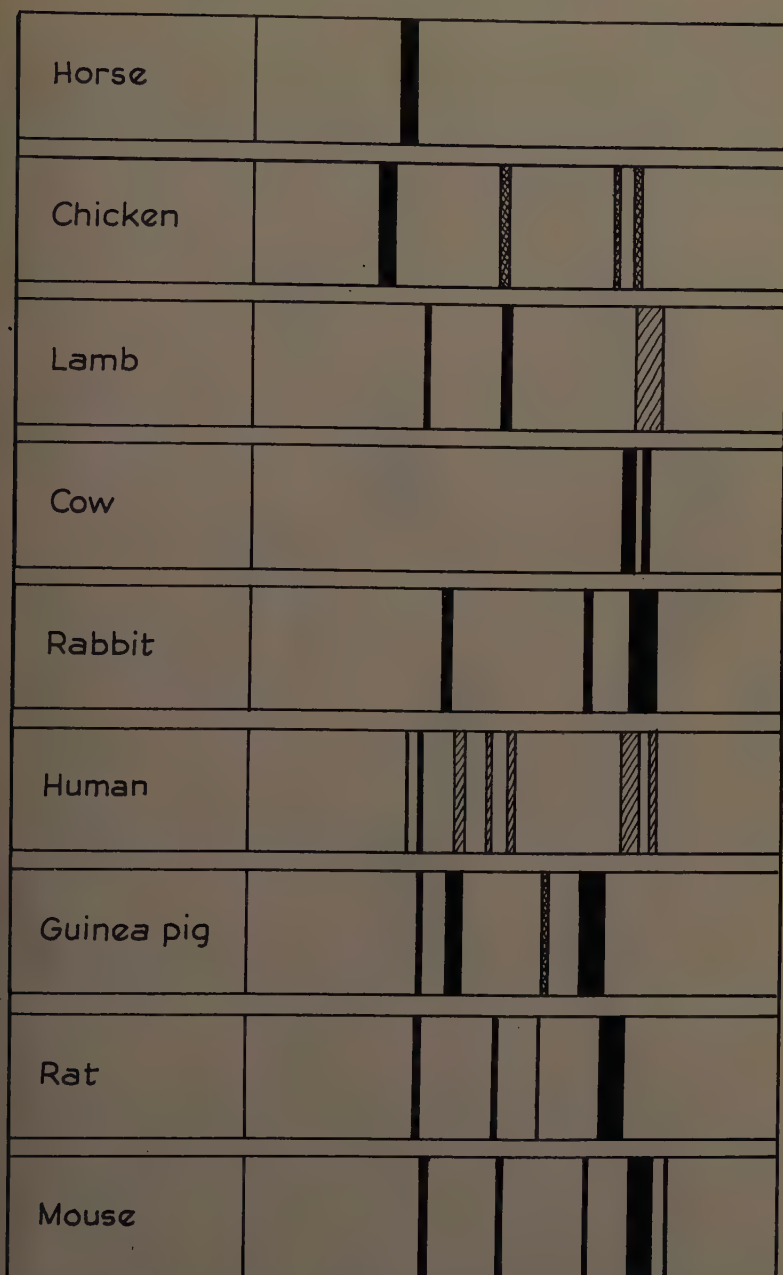 Horse
Chicken
Lamb
Cow
Rabbit
Human
Guinea pig
Rat
Mouse